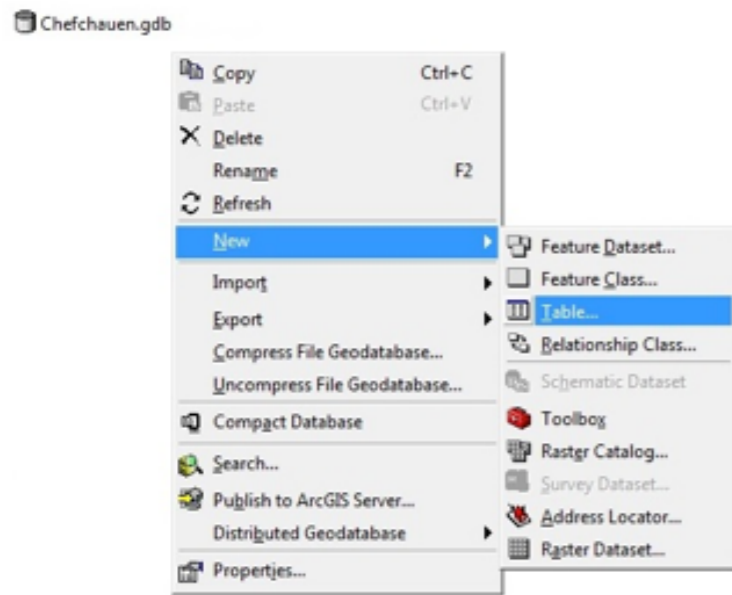 Chefchauen.gdb
Copy Ctrl+C
Paste Ctrl+V
Delete
Rename F2
Refresh
New
Import
Export
Compress File Geodatabase...
Uncompress File Geodatabase...
Compact Database
Search...
Publish to ArcGIS Server...
Distributed Geodatabase
Properties...
Feature Dataset...
Feature Class...
Table...
Relationship Class...
Schematic Dataset
Toolbox
Raster Catalog...
Survey Dataset...
Address Locator...
Raster Dataset...